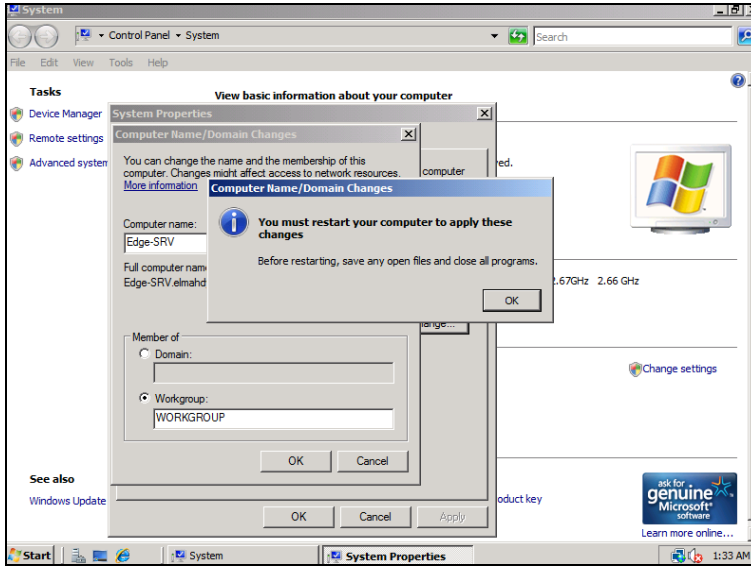 System
Control Panel ▾ System
Search
File Edit View Tools Help
Tasks
Device Manager
Remote settings
Advanced system
View basic information about your computer
System Properties
Computer Name/Domain Changes
You can change the name and the membership of this
computer. Changes might affect access to network resources.
More information
computer
Computer name:
Edge-SRV
Full computer nam
Edge-SRV.elmahd
Computer Name/Domain Changes
You must restart your computer to apply these
changes
Before restarting, save any open files and close all programs.
OK
2.66 GHz
Member of
Domain:
Workgroup:
WORKGROUP
OK Cancel
Change settings
OK Cancel Apply
See also
Windows Update
oduct key
ask for
genuine
Microsoft
software
Learn more online...
Start
System
System Properties
1:33 AM